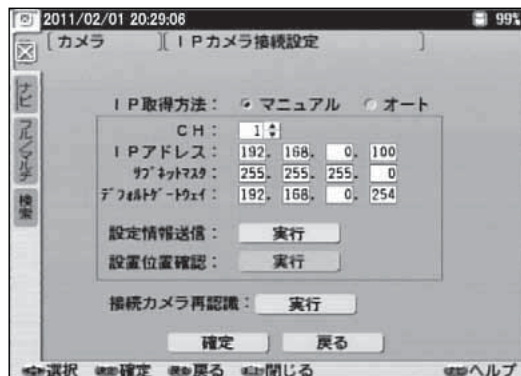 2011/02/01 20:29:06 99%
[カメラ ][IPカメラ接続設定 ]
ナビ
フル/マルチ
検索
IP取得方法： マニュアル オート
CH： 1
IPアドレス： 192. 168. 0. 100
ｻﾌﾞﾈｯﾄﾏｽｸ： 255. 255. 255. 0
ﾃﾞﾌｫﾙﾄｹﾞｰﾄｳｪｲ： 192. 168. 0. 254
設定情報送信： 実行
設置位置確認： 実行
接続カメラ再認識： 実行
確定 戻る
選択 確定 戻る 閉じる ヘルプ